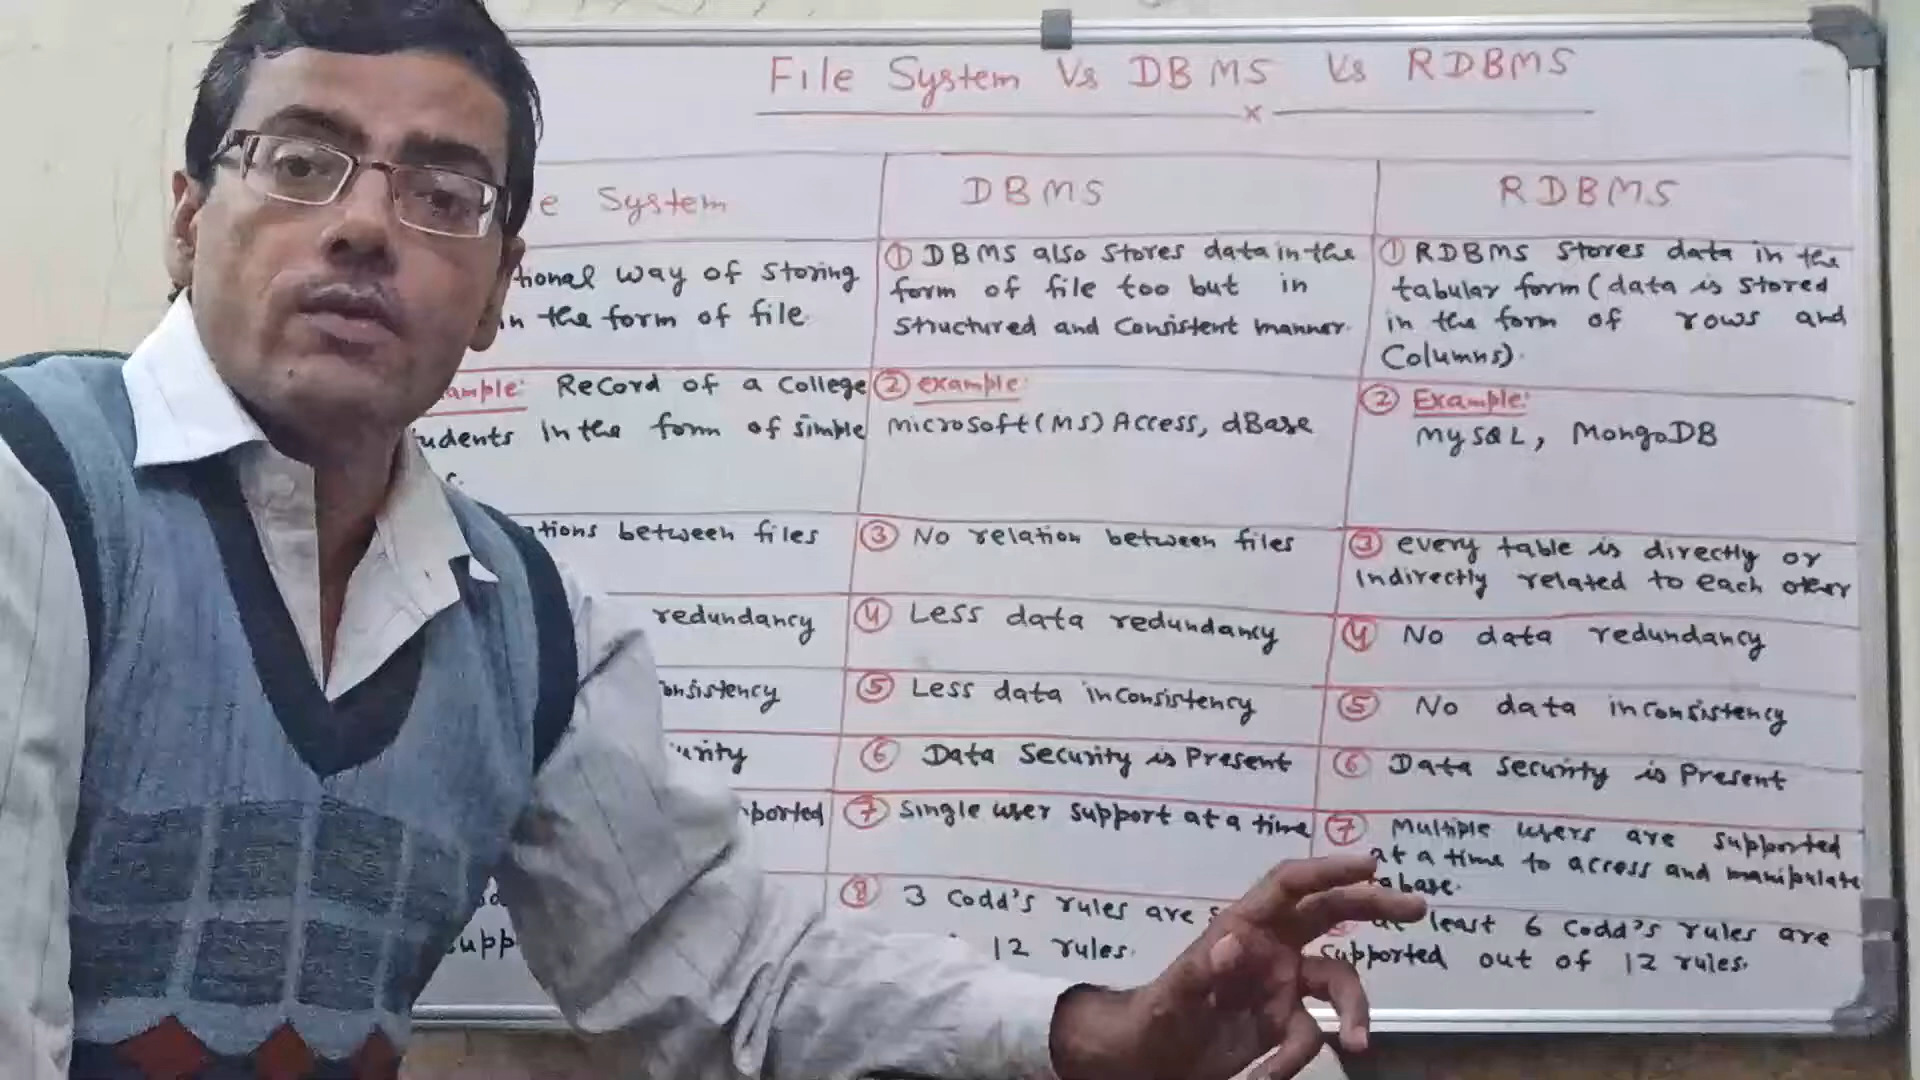 File System Vs DBMS Vs RDBMS
x
e System
DBMS
RDBMS
tional way of storing
in the form of file.
① DBMS also stores data in the
form of file too but in
structured and Consistent manner.
① RDBMS stores data in the
tabular form (data is stored
in the form of rows and
Columns).
ample: Record of a College
udents in the form of simple
② example:
Microsoft (MS) Access, dBase
② Example:
MySQL, MongoDB
tions between files
③ No relation between files
③ every table is directly or
Indirectly related to each other
redundancy
④ Less data redundancy
④ No data redundancy
onsistency
⑤ Less data inconsistency
⑤ No data inconsistency
urity
⑥ Data Security is Present
⑥ Data security is Present
ported
⑦ Single user support at a time
⑦ Multiple users are supported
at a time to access and manipulate
abase.
supp
⑧ 3 Codd's rules are s
12 rules.
at least 6 Codd's rules are
supported out of 12 rules.